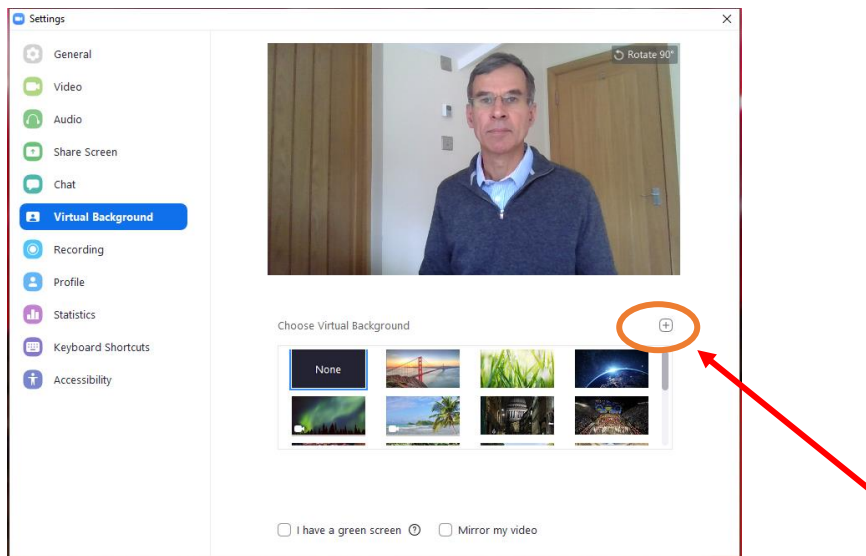 Settings
Rotate 90°
General
Video
Audio
Share Screen
Chat
Virtual Background
Recording
Profile
Statistics
Keyboard Shortcuts
Accessibility
Choose Virtual Background
None
I have a green screen ? Mirror my video